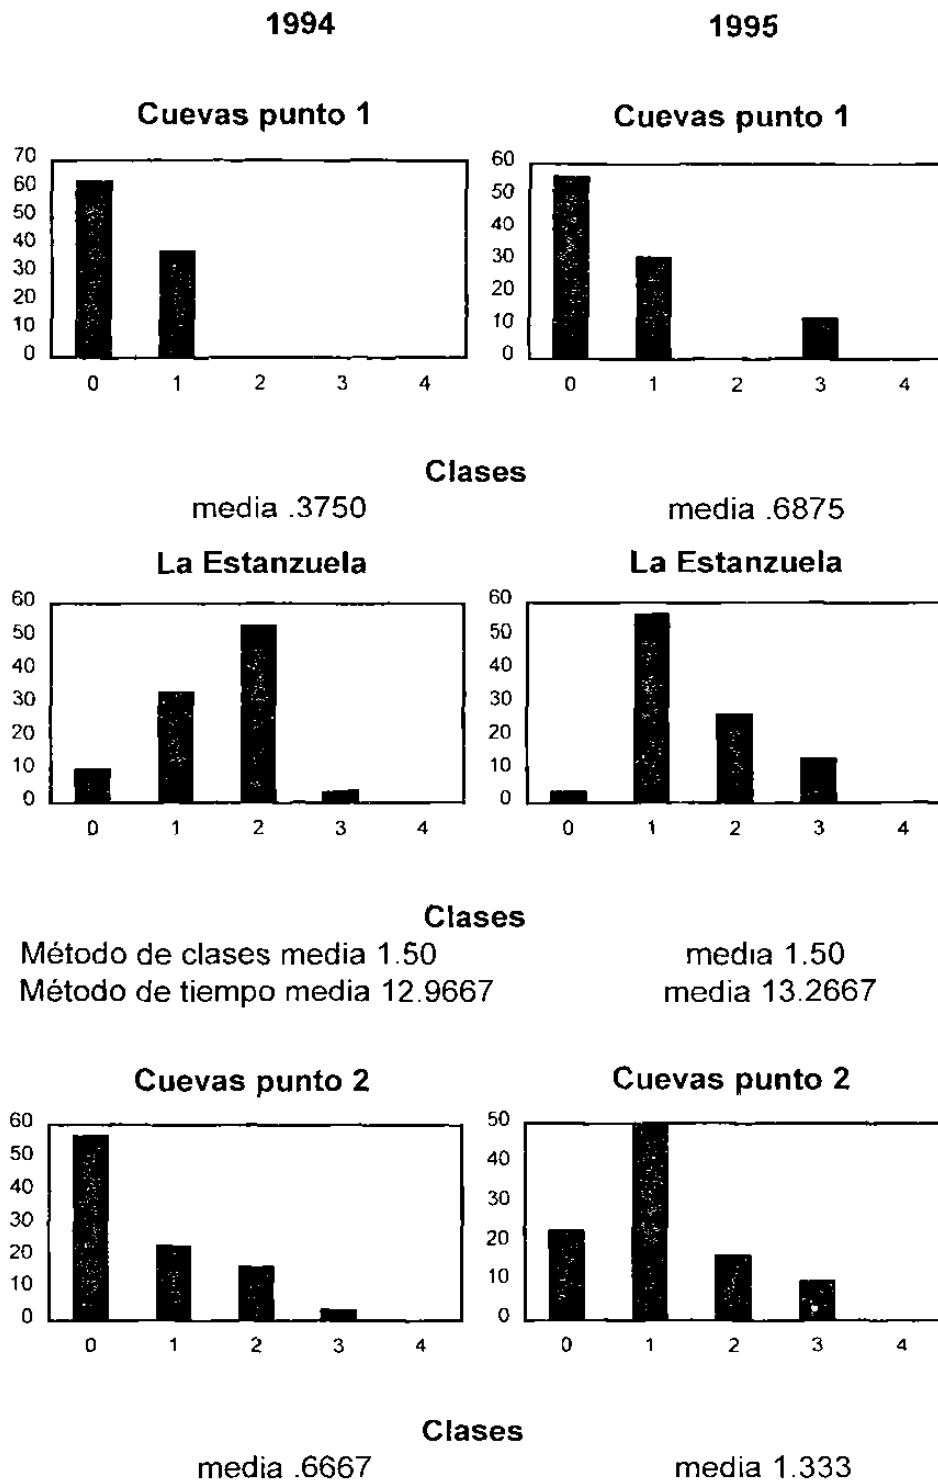 1994 1995
Cuevas punto 1 Cuevas punto 1
70
60
50
40
30
20
10
0
0 1 2 3 4
60
50
40
30
20
10
0
0 1 2 3 4
Clases
media .3750 media .6875
La Estanzuela La Estanzuela
60
50
40
30
20
10
0
0 1 2 3 4
60
50
40
30
20
10
0
0 1 2 3 4
Clases
Método de clases media 1.50 media 1.50
Método de tiempo media 12.9667 media 13.2667
Cuevas punto 2 Cuevas punto 2
60
50
40
30
20
10
0
0 1 2 3 4
50
40
30
20
10
0
0 1 2 3 4
Clases
media .6667 media 1.333